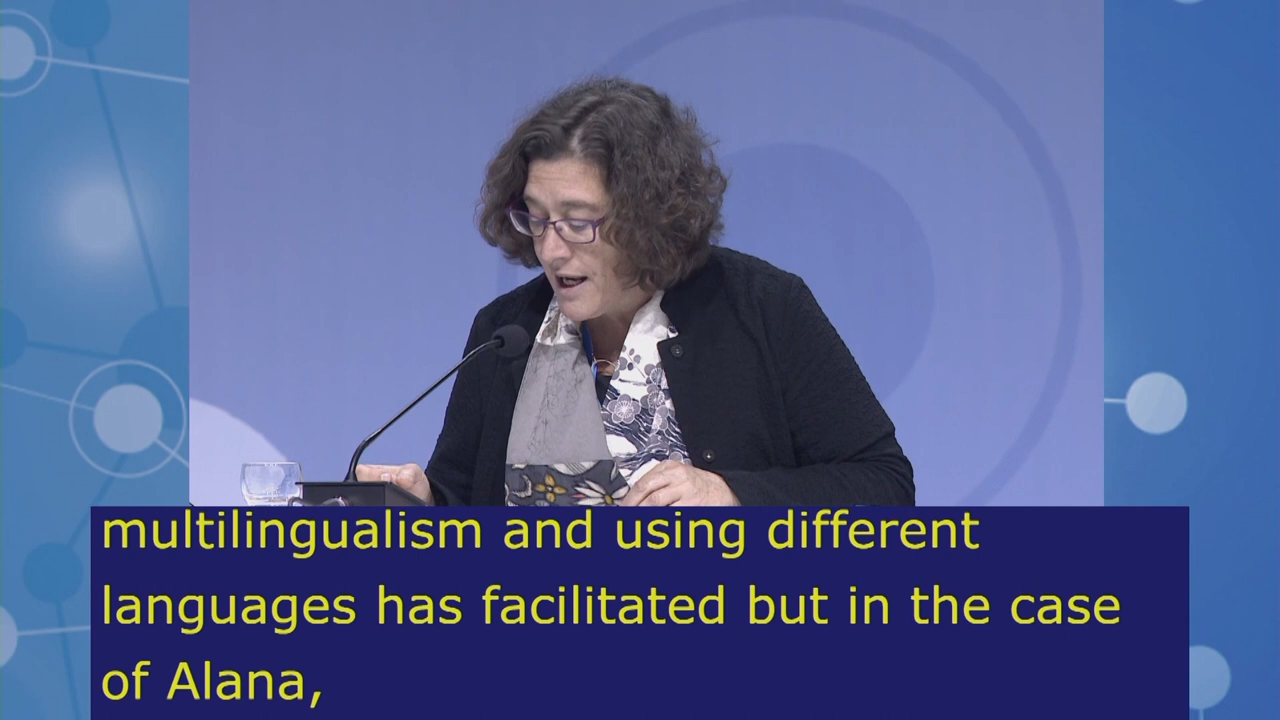 multilingualism and using different
languages has facilitated but in the case
of Alana,